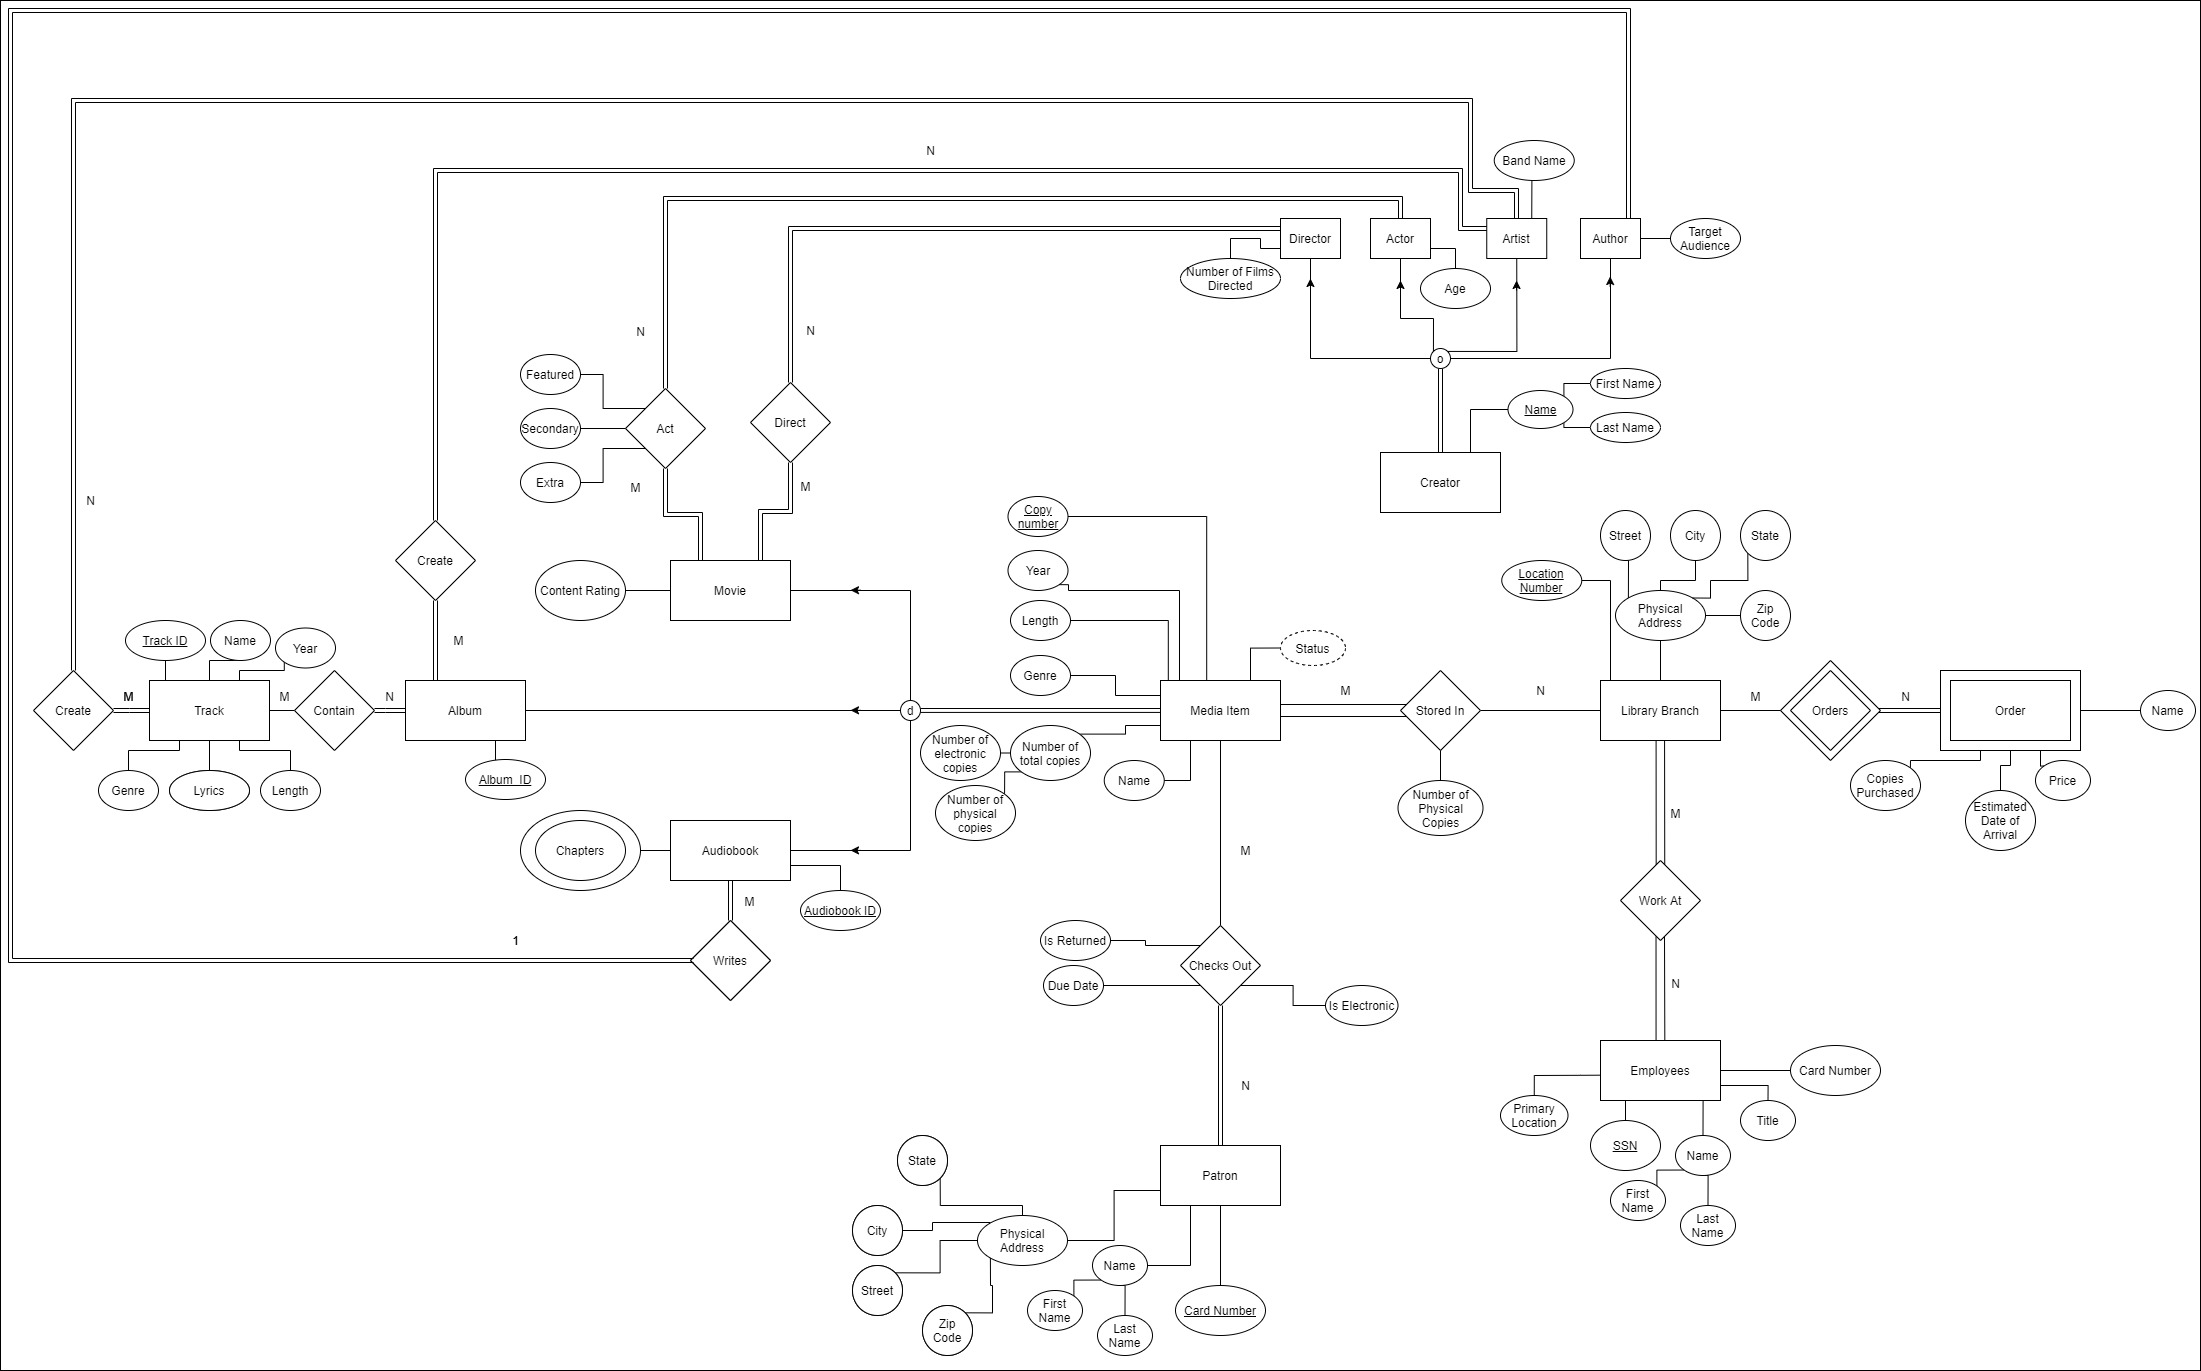 N
Band Name
Director
Actor
Artist
Author
Target
Audience
Number of Films
Directed
Age
N
N
o
Featured
First Name
Name
Secondary
Act
Direct
Last Name
Extra
M
M
Creator
N
Copy
number
Street
City
State
Create
Year
Location
Number
Content Rating
Movie
Length
Physical
Address
Zip
Code
Track ID
Name
Year
M
Status
Genre
M
M
N
M
N
M
N
Create
Track
Contain
Album
d
Media Item
Stored In
Library Branch
Orders
Order
Name
Number of
electronic
copies
Number of
total copies
Album_ID
Name
Genre
Lyrics
Length
Number of
physical
copies
Number of
Physical
Copies
Copies
Purchased
Price
Estimated
Date of
Arrival
M
Chapters
Audiobook
M
M
Audiobook ID
Work At
1
Is Returned
Writes
Checks Out
Due Date
Is Electronic
N
Employees
Card Number
N
Primary
Location
Title
SSN
Name
State
Patron
First
Name
Last
Name
City
Physical
Address
Name
Street
First
Name
Card Number
Zip
Code
Last
Name